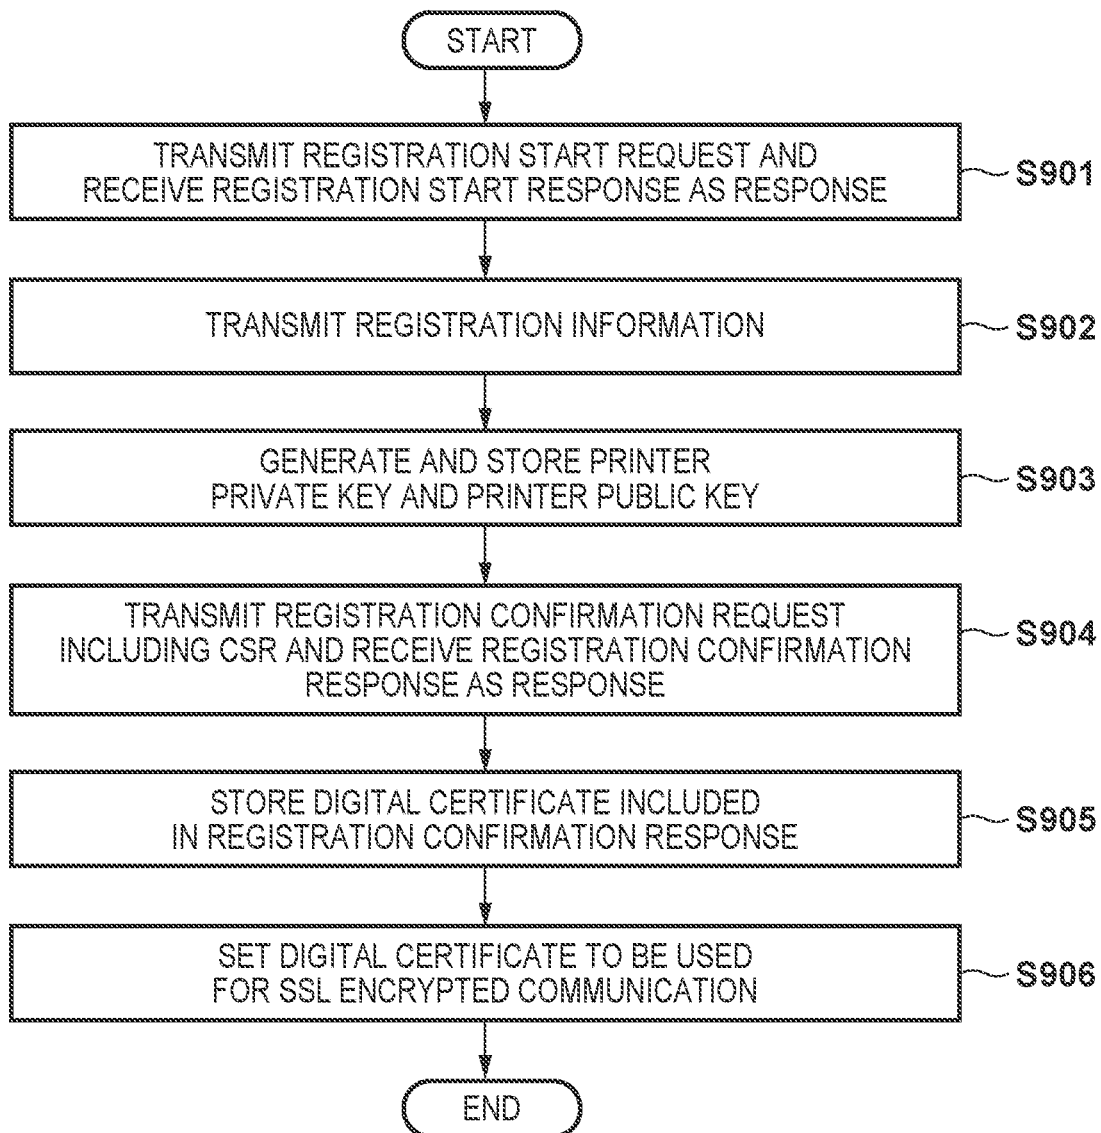 START
TRANSMIT REGISTRATION START REQUEST AND
RECEIVE REGISTRATION START RESPONSE AS RESPONSE
S901
TRANSMIT REGISTRATION INFORMATION
S902
GENERATE AND STORE PRINTER
PRIVATE KEY AND PRINTER PUBLIC KEY
S903
TRANSMIT REGISTRATION CONFIRMATION REQUEST
INCLUDING CSR AND RECEIVE REGISTRATION CONFIRMATION
RESPONSE AS RESPONSE
S904
STORE DIGITAL CERTIFICATE INCLUDED
IN REGISTRATION CONFIRMATION RESPONSE
S905
SET DIGITAL CERTIFICATE TO BE USED
FOR SSL ENCRYPTED COMMUNICATION
S906
END